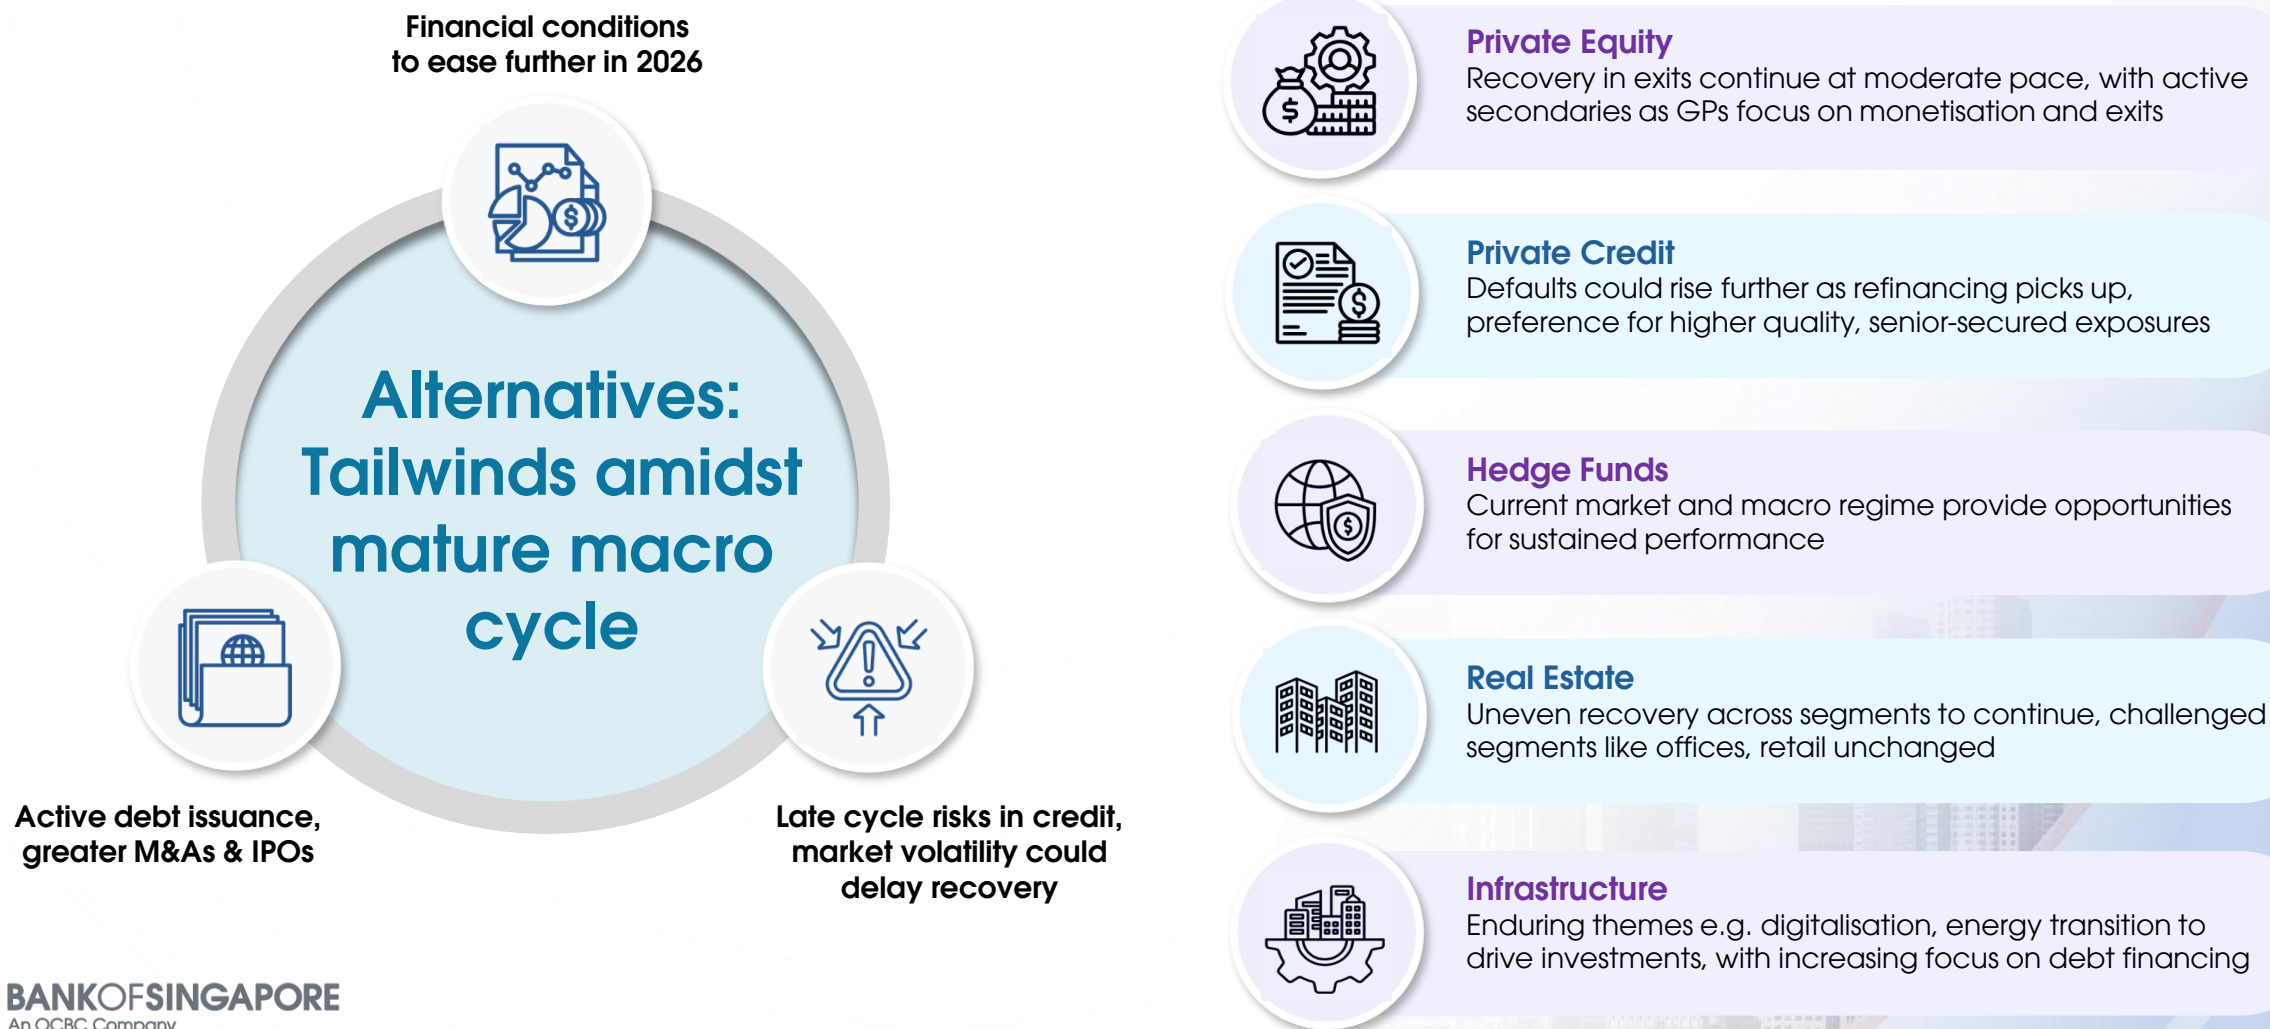 Financial conditions
to ease further in 2026
Alternatives:
Tailwinds amidst
mature macro
cycle
Active debt issuance,
greater M&As & IPOs
Late cycle risks in credit,
market volatility could
delay recovery
Private Equity
Recovery in exits continue at moderate pace, with active
secondaries as GPs focus on monetisation and exits
Private Credit
Defaults could rise further as refinancing picks up,
preference for higher quality, senior-secured exposures
Hedge Funds
Current market and macro regime provide opportunities
for sustained performance
Real Estate
Uneven recovery across segments to continue, challenged
segments like offices, retail unchanged
Infrastructure
Enduring themes e.g. digitalisation, energy transition to
drive investments, with increasing focus on debt financing
BANKOFSINGAPORE
An OCBC Company